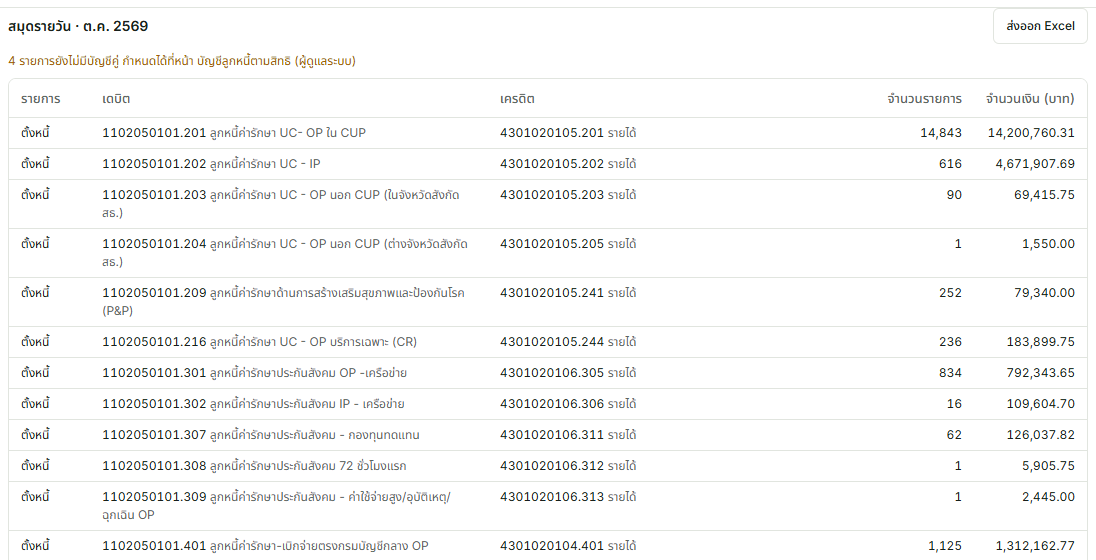 สมุดรายวัน · ต.ค. 2569
ส่งออก Excel
4 รายการยังไม่มีบัญชีคู่ กำหนดได้ที่หน้า บัญชีลูกหนี้ตามสิทธิ (ผู้ดูแลระบบ)
รายการ เดบิต เครดิต จำนวนรายการ จำนวนเงิน (บาท)
ตั้งหนี้ 1102050101.201 ลูกหนี้ค่ารักษา UC- OP ใน CUP 4301020105.201 รายได้ 14,843 14,200,760.31
ตั้งหนี้ 1102050101.202 ลูกหนี้ค่ารักษา UC - IP 4301020105.202 รายได้ 616 4,671,907.69
ตั้งหนี้ 1102050101.203 ลูกหนี้ค่ารักษา UC - OP นอก CUP (ในจังหวัดสังกัด 4301020105.203 รายได้ 90 69,415.75
สธ.)
ตั้งหนี้ 1102050101.204 ลูกหนี้ค่ารักษา UC - OP นอก CUP (ต่างจังหวัดสังกัด 4301020105.205 รายได้ 1 1,550.00
สธ.)
ตั้งหนี้ 1102050101.209 ลูกหนี้ค่ารักษาด้านการสร้างเสริมสุขภาพและป้องกันโรค 4301020105.241 รายได้ 252 79,340.00
(P&P)
ตั้งหนี้ 1102050101.216 ลูกหนี้ค่ารักษา UC - OP บริการเฉพาะ (CR) 4301020105.244 รายได้ 236 183,899.75
ตั้งหนี้ 1102050101.301 ลูกหนี้ค่ารักษาประกันสังคม OP -เครือข่าย 4301020106.305 รายได้ 834 792,343.65
ตั้งหนี้ 1102050101.302 ลูกหนี้ค่ารักษาประกันสังคม IP - เครือข่าย 4301020106.306 รายได้ 16 109,604.70
ตั้งหนี้ 1102050101.307 ลูกหนี้ค่ารักษาประกันสังคม - กองทุนทดแทน 4301020106.311 รายได้ 62 126,037.82
ตั้งหนี้ 1102050101.308 ลูกหนี้ค่ารักษาประกันสังคม 72 ชั่วโมงแรก 4301020106.312 รายได้ 1 5,905.75
ตั้งหนี้ 1102050101.309 ลูกหนี้ค่ารักษาประกันสังคม - ค่าใช้จ่ายสูง/อุบัติเหตุ/ 4301020106.313 รายได้ 1 2,445.00
ฉุกเฉิน OP
ตั้งหนี้ 1102050101.401 ลูกหนี้ค่ารักษา-เบิกจ่ายตรงกรมบัญชีกลาง OP 4301020104.401 รายได้ 1,125 1,312,162.77